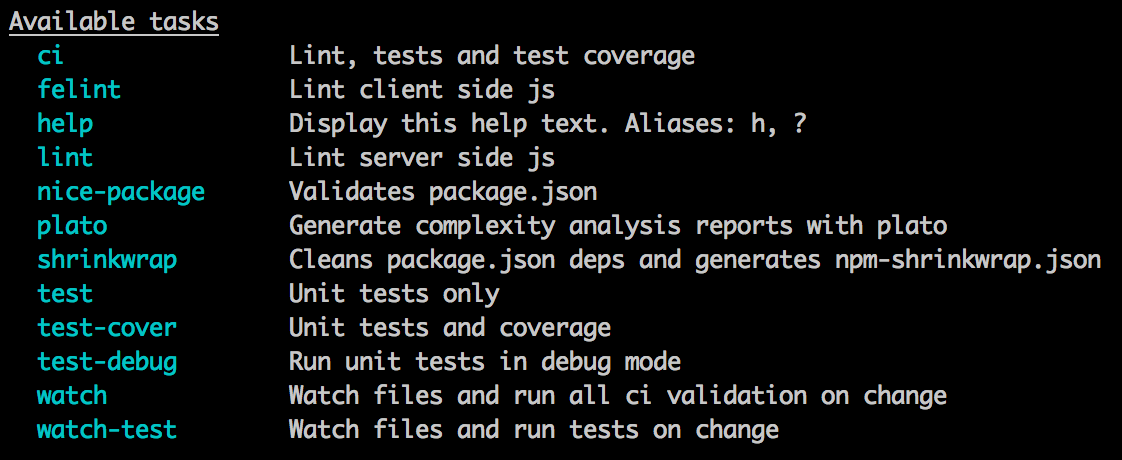 Available tasks
ci Lint, tests and test coverage
felint Lint client side js
help Display this help text. Aliases: h, ?
lint Lint server side js
nice-package Validates package.json
plato Generate complexity analysis reports with plato
shrinkwrap Cleans package.json deps and generates npm-shrinkwrap.json
test Unit tests only
test-cover Unit tests and coverage
test-debug Run unit tests in debug mode
watch Watch files and run all ci validation on change
watch-test Watch files and run tests on change